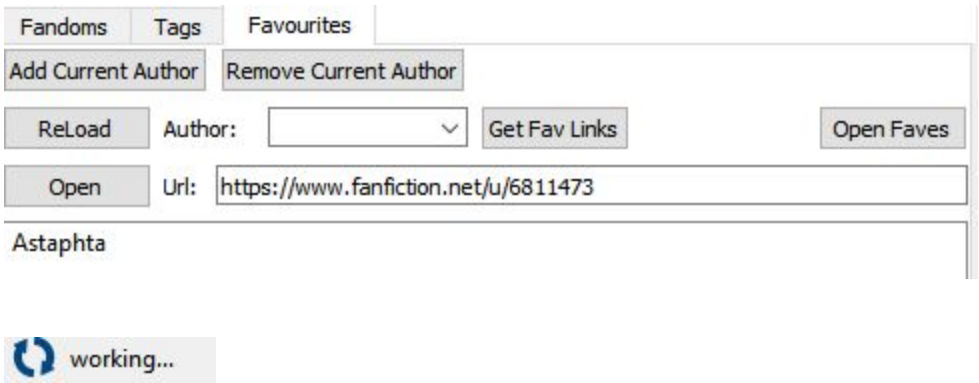 Fandoms Tags Favourites
Add Current Author Remove Current Author
ReLoad Author: Get Fav Links Open Faves
Open Url: https://www.fanfiction.net/u/6811473
Astaphta
working...